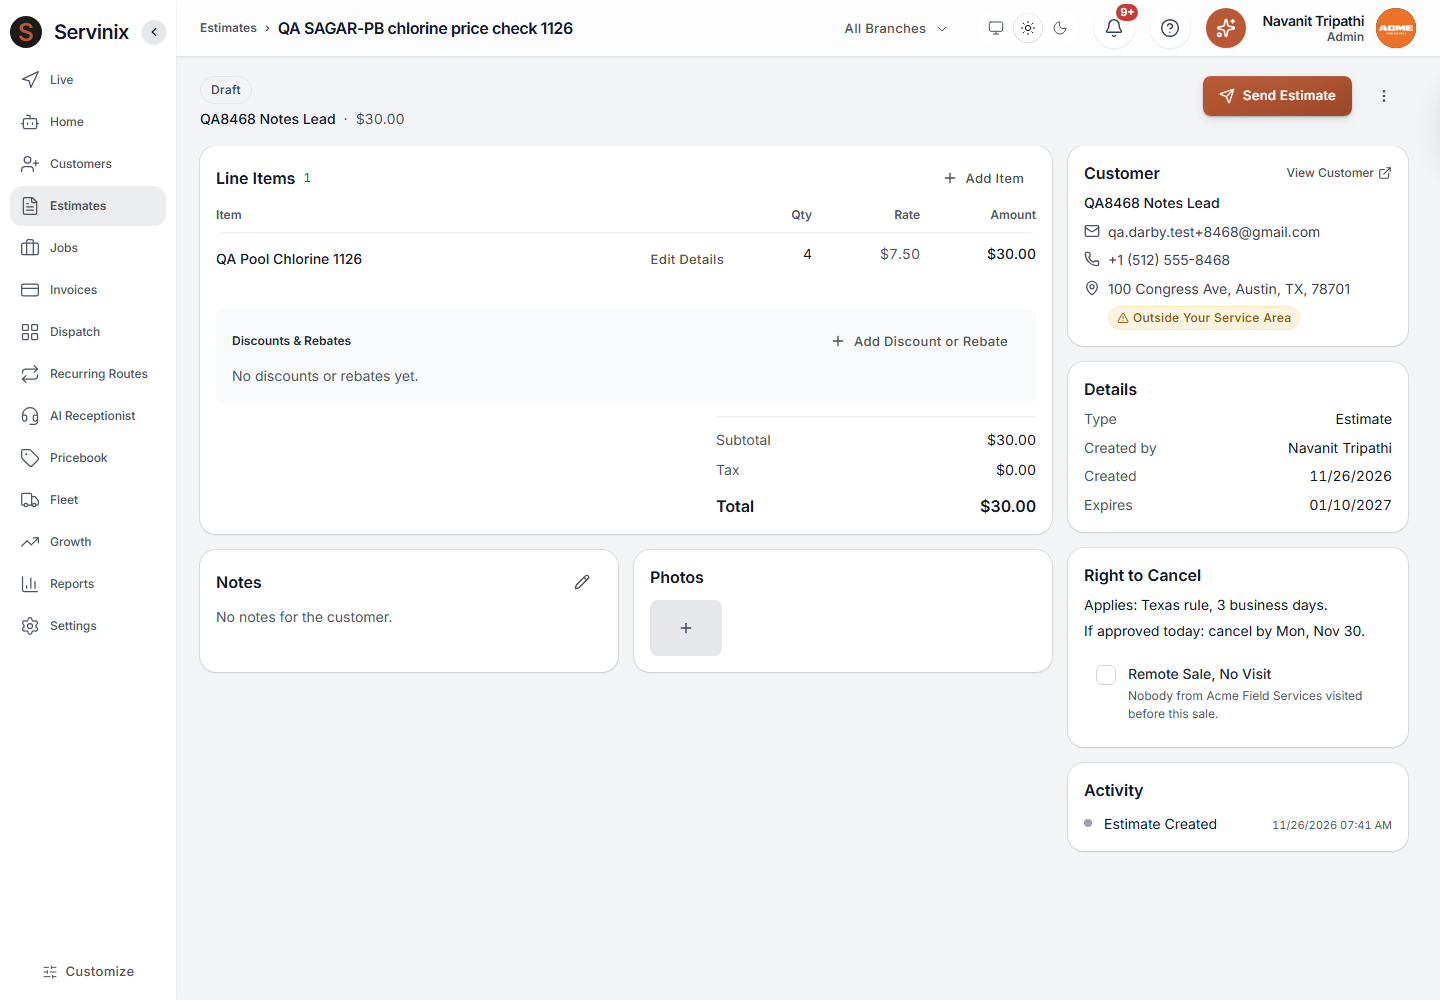 S Servinix
Live
Home
Customers
Estimates
Jobs
Invoices
Dispatch
Recurring Routes
AI Receptionist
Pricebook
Fleet
Growth
Reports
Settings
Customize
Estimates › QA SAGAR-PB chlorine price check 1126
All Branches
9+
Navanit Tripathi
Admin
ACME
Draft
QA8468 Notes Lead · $30.00
Send Estimate
Line Items 1
Add Item
Item Qty Rate Amount
QA Pool Chlorine 1126 Edit Details 4 $7.50 $30.00
Discounts & Rebates
Add Discount or Rebate
No discounts or rebates yet.
Subtotal $30.00
Tax $0.00
Total $30.00
Notes
No notes for the customer.
Photos
Customer
View Customer
QA8468 Notes Lead
qa.darby.test+8468@gmail.com
+1 (512) 555-8468
100 Congress Ave, Austin, TX, 78701
Outside Your Service Area
Details
Type Estimate
Created by Navanit Tripathi
Created 11/26/2026
Expires 01/10/2027
Right to Cancel
Applies: Texas rule, 3 business days.
If approved today: cancel by Mon, Nov 30.
Remote Sale, No Visit
Nobody from Acme Field Services visited
before this sale.
Activity
Estimate Created 11/26/2026 07:41 AM